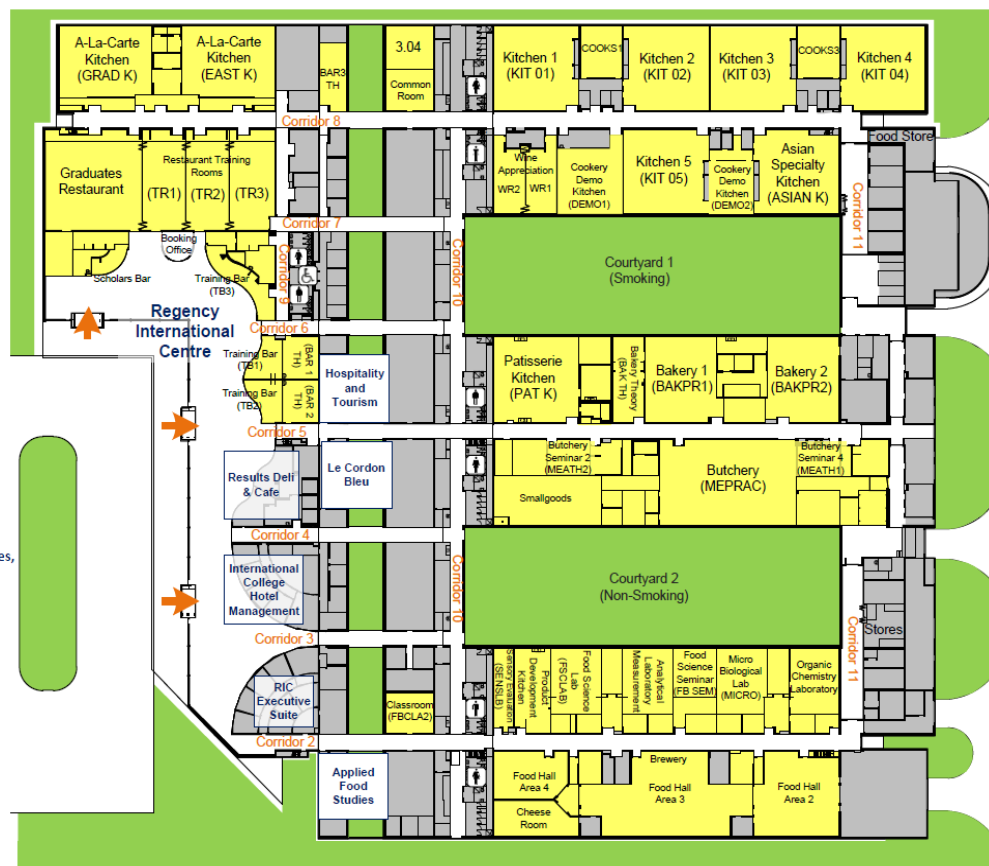 A-La-Carte
Kitchen
(GRAD K)
A-La-Carte
Kitchen
(EAST K)
BAR3
TH
3.04
Common
Room
Kitchen 1
(KIT 01)
COOKS1
Kitchen 2
(KIT 02)
Kitchen 3
(KIT 03)
COOKS3
Kitchen 4
(KIT 04)
Corridor 8
Food Store
Graduates
Restaurant
Restaurant Training
Rooms
(TR1)
(TR2)
(TR3)
Wine
Appreciation
WR2
WR1
Cookery
Demo
Kitchen
(DEMO1)
Kitchen 5
(KIT 05)
Cookery
Demo
Kitchen
(DEMO2)
Asian
Specialty
Kitchen
(ASIAN K)
Corridor 11
Corridor 7
Booking
Office
Scholars Bar
Training Bar
(TB3)
Corridor 9
Corridor 10
Courtyard 1
(Smoking)
Regency
International
Centre
Corridor 6
Training Bar
(TB1)
(BAR 1
TH)
Training Bar
(TB2)
(BAR 2
TH)
Hospitality
and
Tourism
Patisserie
Kitchen
(PAT K)
Bakery Theory
(BAK TH)
Bakery 1
(BAKPR1)
Bakery 2
(BAKPR2)
Corridor 5
Results Deli
& Cafe
Le Cordon
Bleu
Butchery
Seminar 2
(MEATH2)
Smallgoods
Butchery
(MEPRAC)
Butchery
Seminar 4
(MEATH1)
Corridor 4
es,
International
College
Hotel
Management
Corridor 10
Courtyard 2
(Non-Smoking)
Corridor 11
Stores
Corridor 3
RIC
Executive
Suite
Classroom
(FBCLA2)
Sensory Evaluation
(SENSLB)
Product
Development
Kitchen
Food Science
Lab
(FSCLAB)
Analytical
Measurement
Laboratory
Food
Science
Seminar
(FB SEM)
Micro
Biological
Lab
(MICRO)
Organic
Chemistry
Laboratory
Corridor 2
Applied
Food
Studies
Food Hall
Area 4
Cheese
Room
Brewery
Food Hall
Area 3
Food Hall
Area 2